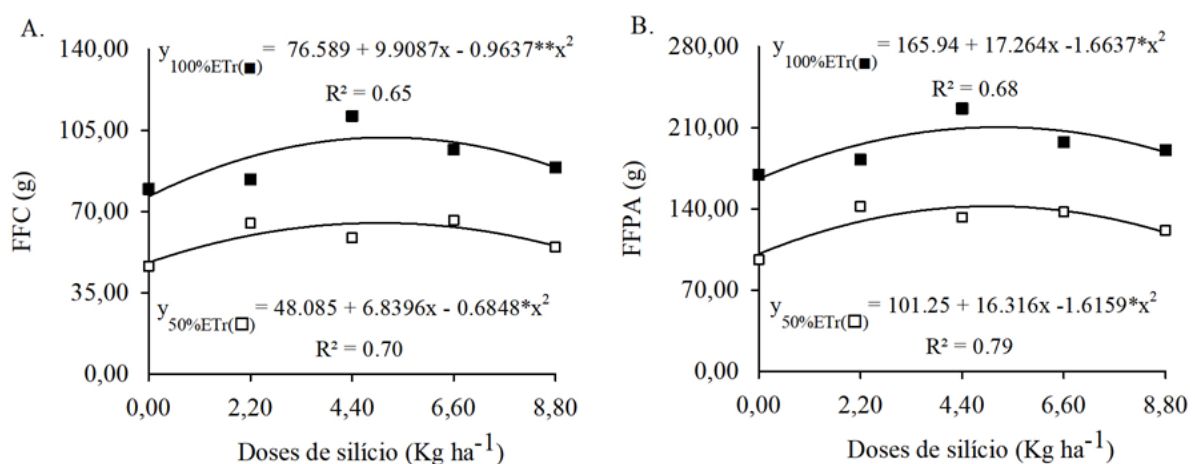 A.
140,00
105,00
70,00
35,00
0,00
FFC (g)
y100%ETr(■) = 76.589 + 9.9087x - 0.9637**x²
R² = 0.65
y50%ETr(□) = 48.085 + 6.8396x - 0.6848*x²
R² = 0.70
0,00 2,20 4,40 6,60 8,80
Doses de silício (Kg ha⁻¹)
B.
280,00
210,00
140,00
70,00
0,00
FFPA (g)
y100%ETr(■) = 165.94 + 17.264x -1.6637*x²
R² = 0.68
y50%ETr(□) = 101.25 + 16.316x -1.6159*x²
R² = 0.79
0,00 2,20 4,40 6,60 8,80
Doses de silício (Kg ha⁻¹)